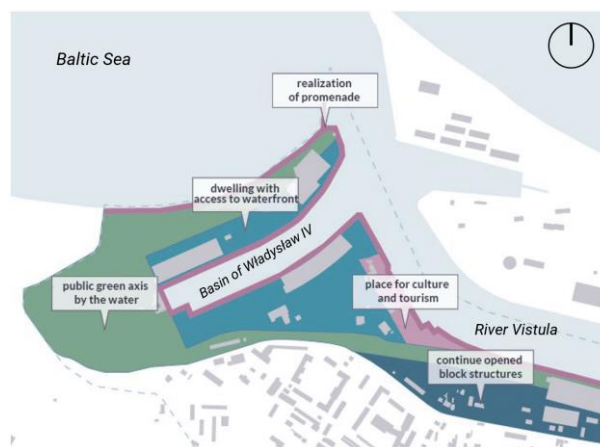 Baltic Sea
realization
of promenade
dwelling with
access to waterfront
Basin of Władysław IV
public green axis
by the water
place for culture
and tourism
River Vistula
continue opened
block structures